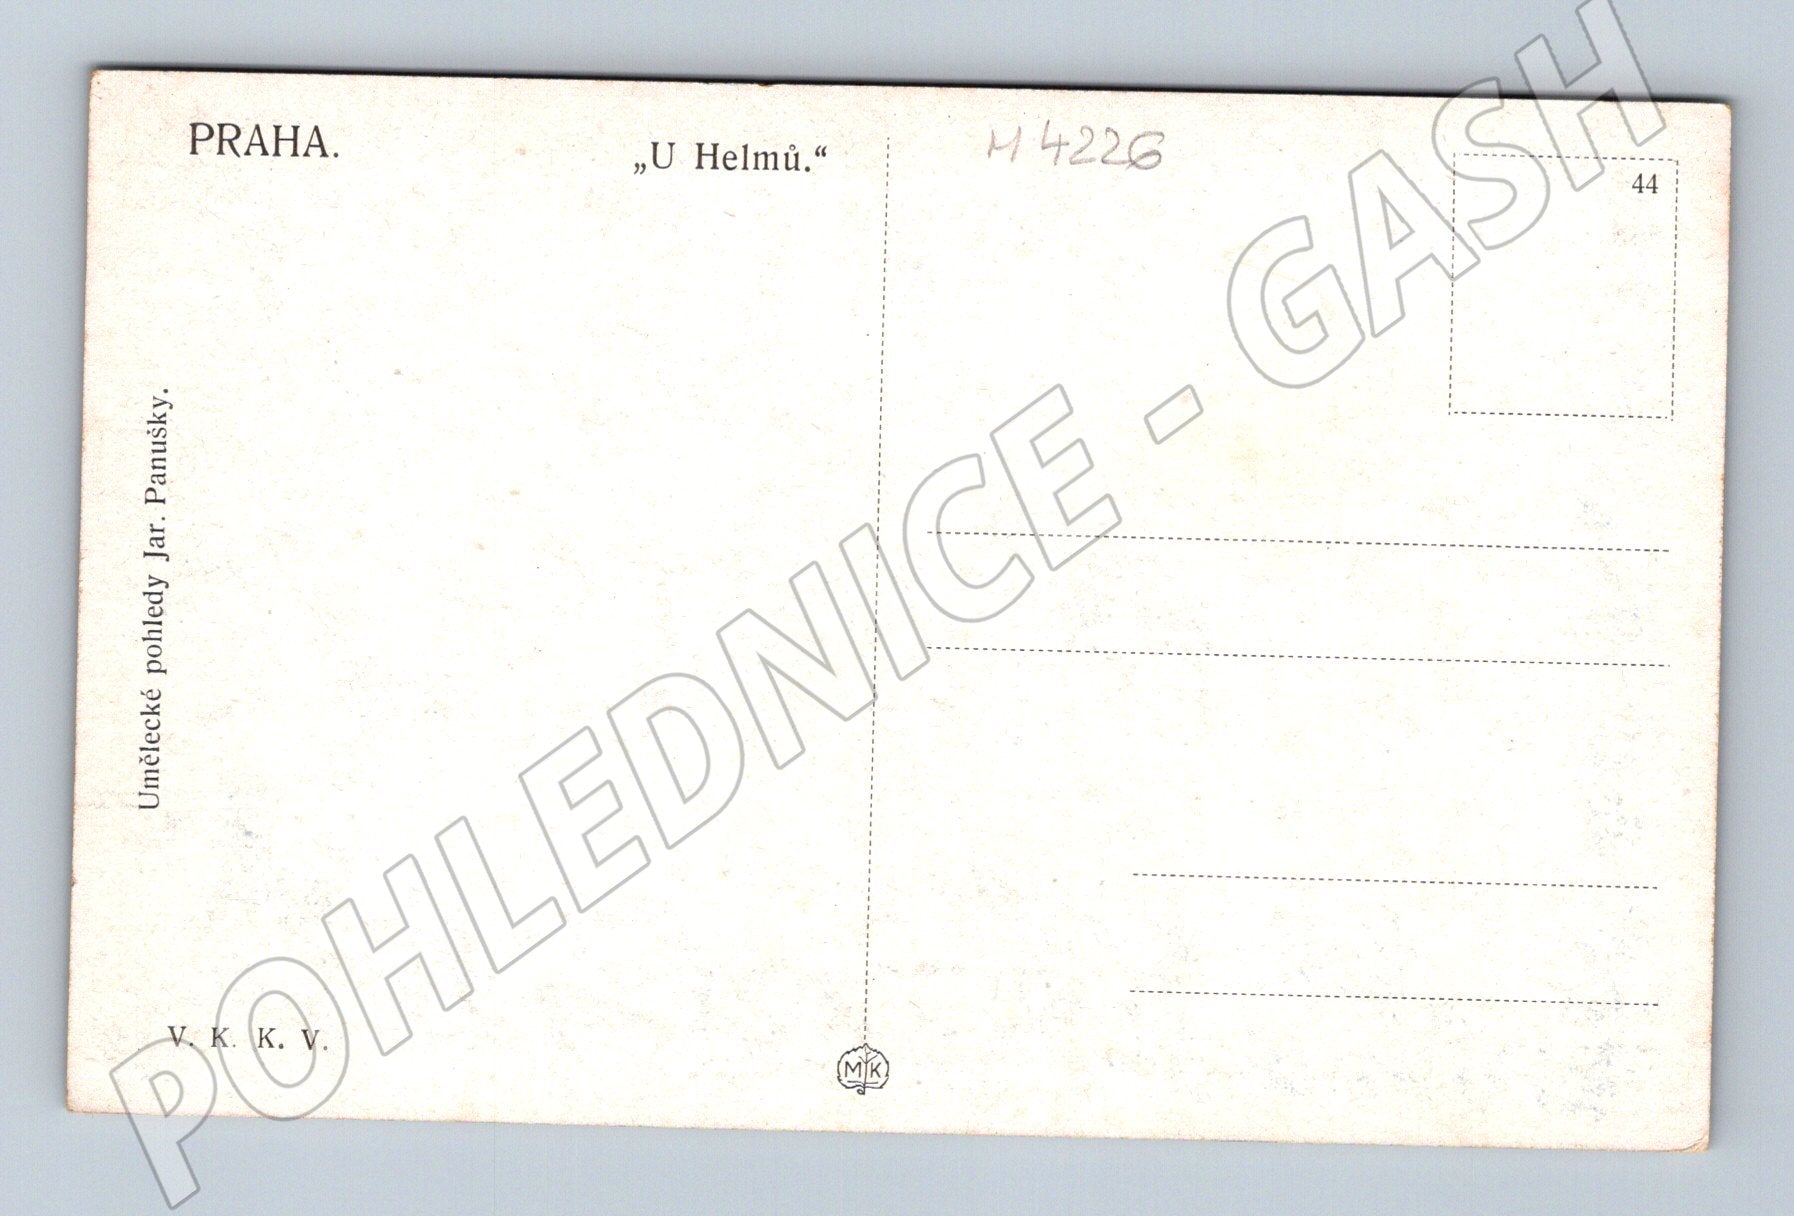 PRAHA.
„U Helmů.“
M 4226
44
Umělecké pohledy Jar. Panušky.
V. K. K. V.
MK
POHLEDNICE - GASH